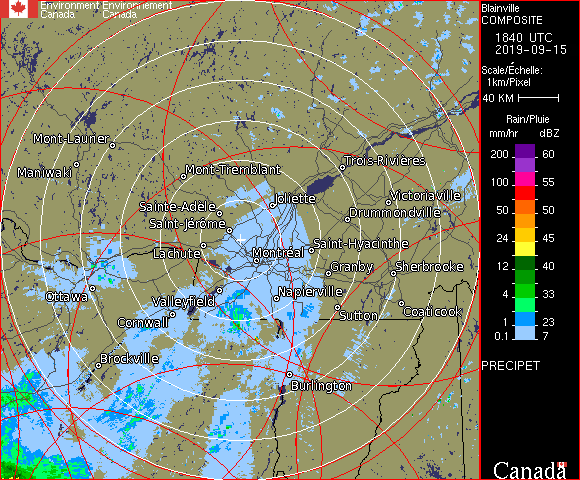 Environment Environnement
Canada Canada
Blainville
COMPOSITE
1840 UTC
2019-09-15
Scale/Échelle:
1km/Pixel
40 KM
Rain/Pluie
mm/hr dBZ
200 60
100 55
50 50
24 45
12 40
4 33
1 23
0.1 7
PRECIPET
Canada
Mont-Laurier
Maniwaki
Mont-Tremblant
Trois-Rivières
Sainte-Adèle
Joliette
Victoriaville
Drummondville
Saint-Jérôme
Lachute
Montréal
Saint-Hyacinthe
Granby
Sherbrooke
Ottawa
Valleyfield
Napierville
Cornwall
Sutton
Coaticook
Brockville
Burlington